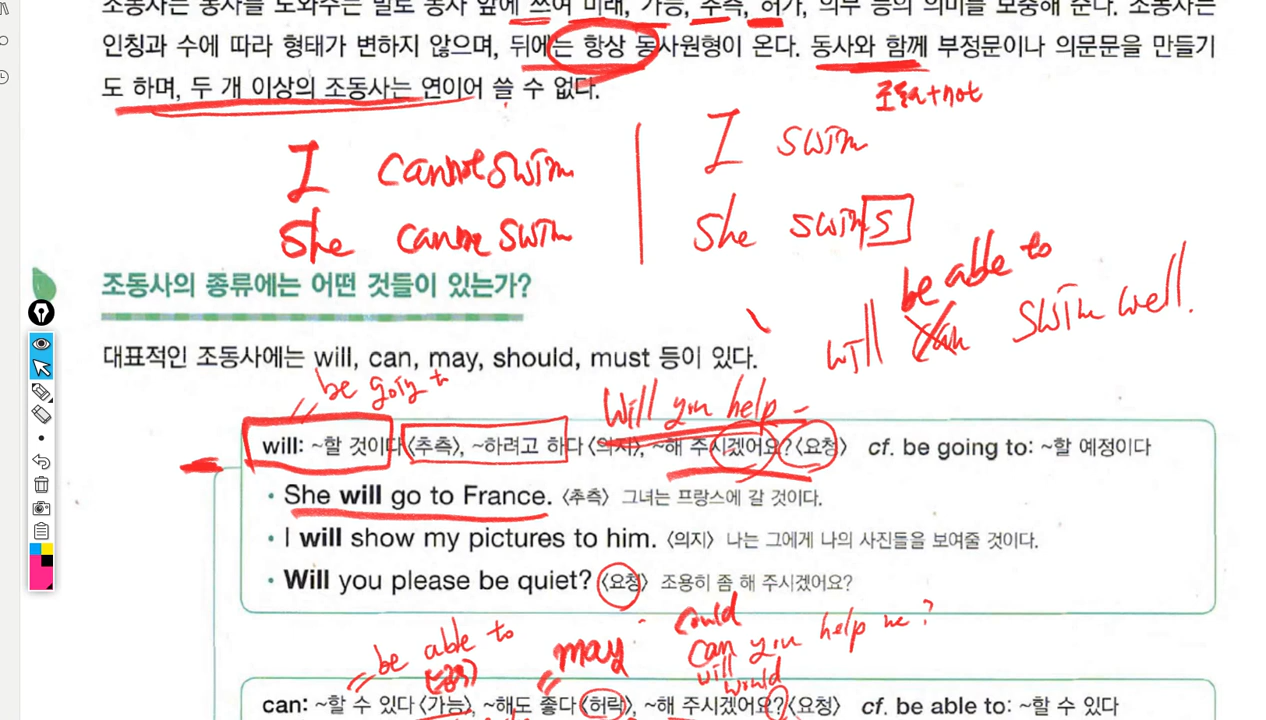 조동사는 동사를 도와주는 말로 동사 앞에 쓰여 미래, 가능, 추측, 허가, 의무 등의 의미를 보충해 준다. 조동사는
인칭과 수에 따라 형태가 변하지 않으며, 뒤에는 항상 동사원형이 온다. 동사와 함께 부정문이나 의문문을 만들기
도 하며, 두 개 이상의 조동사는 연이어 쓸 수 없다.
조동사+not
I cannot swim
I swim
She cannot swim
She swims
be able to
조동사의 종류에는 어떤 것들이 있는가?
will can swim well.
대표적인 조동사에는 will, can, may, should, must 등이 있다.
be going to
Will you help
will: ~할 것이다〈추측〉, ~하려고 하다〈의지〉, ~해 주시겠어요?〈요청〉 cf. be going to: ~할 예정이다
• She will go to France. 〈추측〉 그녀는 프랑스에 갈 것이다.
• I will show my pictures to him. 〈의지〉 나는 그에게 나의 사진들을 보여줄 것이다.
• Will you please be quiet? 〈요청〉 조용히 좀 해 주시겠어요?
could
be able to
may
can you help me?
will
would
can: ~할 수 있다〈가능〉, ~해도 좋다〈허락〉, ~해 주시겠어요?〈요청〉 cf. be able to: ~할 수 있다